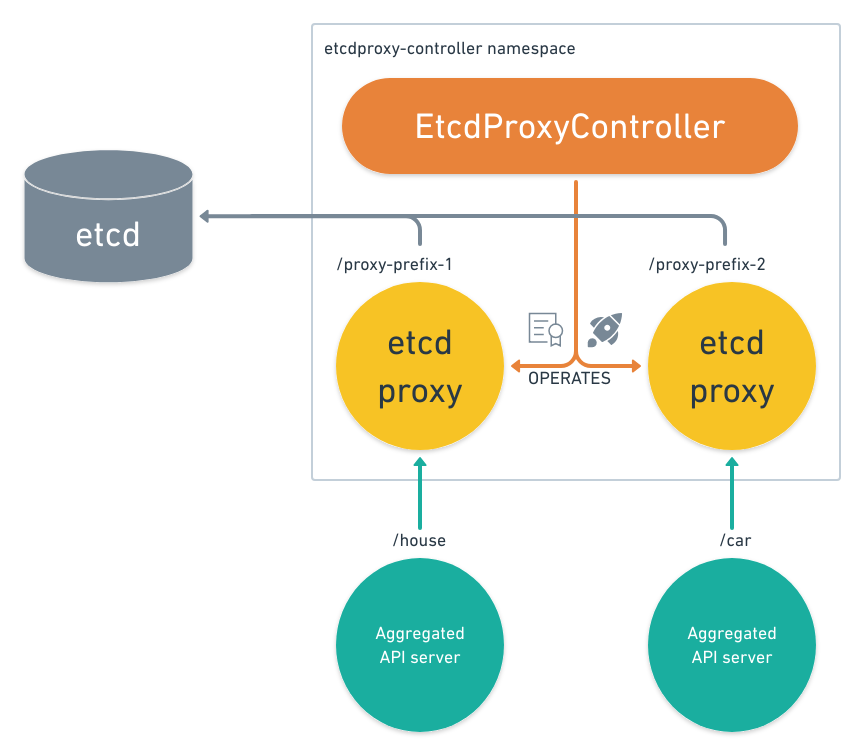 etcdproxy-controller namespace
EtcdProxyController
etcd
/proxy-prefix-1
/proxy-prefix-2
etcd
proxy
etcd
proxy
OPERATES
/house
/car
Aggregated
API server
Aggregated
API server